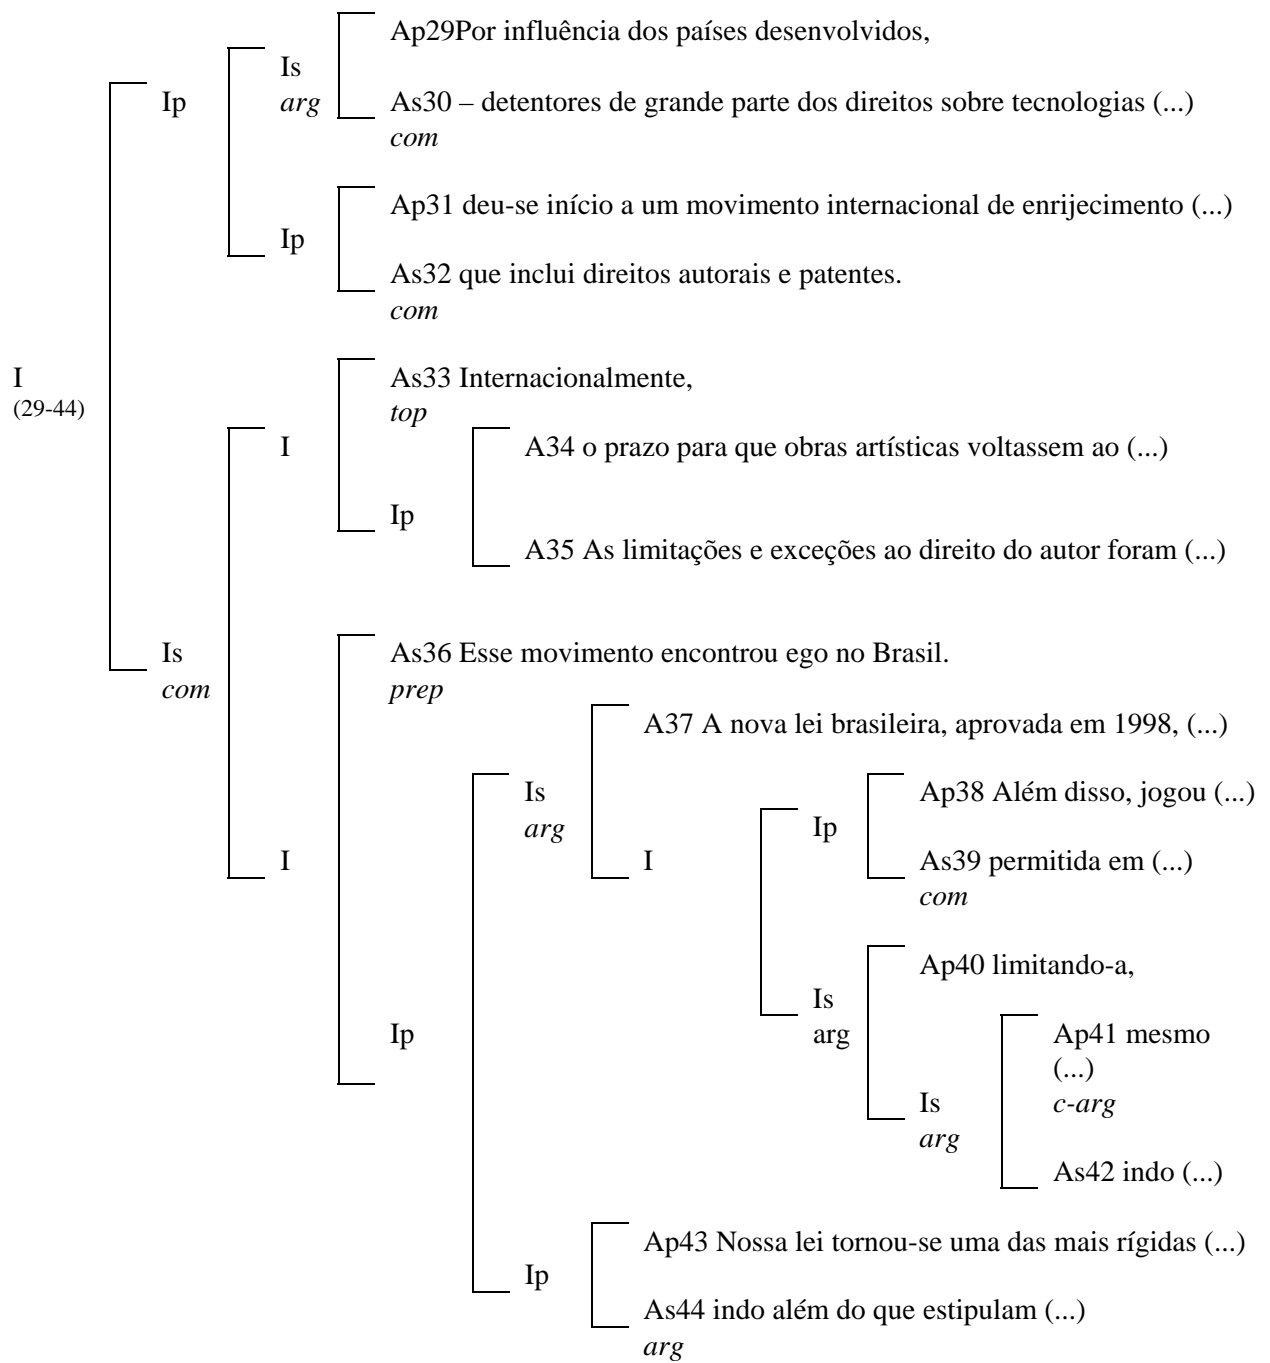 Ap29Por influência dos países desenvolvidos,
Is
arg
Ip
As30 – detentores de grande parte dos direitos sobre tecnologias (...)
com
Ap31 deu-se início a um movimento internacional de enrijecimento (...)
Ip
As32 que inclui direitos autorais e patentes.
com
I
(29-44)
As33 Internacionalmente,
top
I
A34 o prazo para que obras artísticas voltassem ao (...)
Ip
A35 As limitações e exceções ao direito do autor foram (...)
Is
com
As36 Esse movimento encontrou ego no Brasil.
prep
A37 A nova lei brasileira, aprovada em 1998, (...)
Is
arg
Ap38 Além disso, jogou (...)
Ip
I
I
As39 permitida em (...)
com
Ap40 limitando-a,
Is
arg
Ip
Ap41 mesmo
(...)
c-arg
Is
arg
As42 indo (...)
Ap43 Nossa lei tornou-se uma das mais rígidas (...)
Ip
As44 indo além do que estipulam (...)
arg